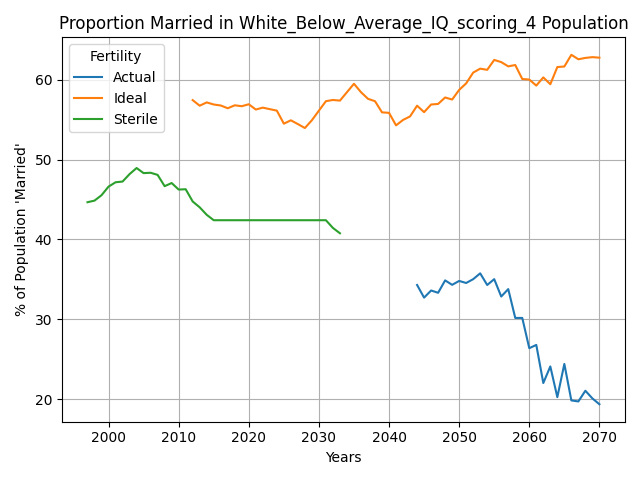 Proportion Married in White_Below_Average_IQ_scoring_4 Population
Fertility
Actual
Ideal
Sterile
% of Population 'Married'
60
50
40
30
20
2000 2010 2020 2030 2040 2050 2060 2070
Years